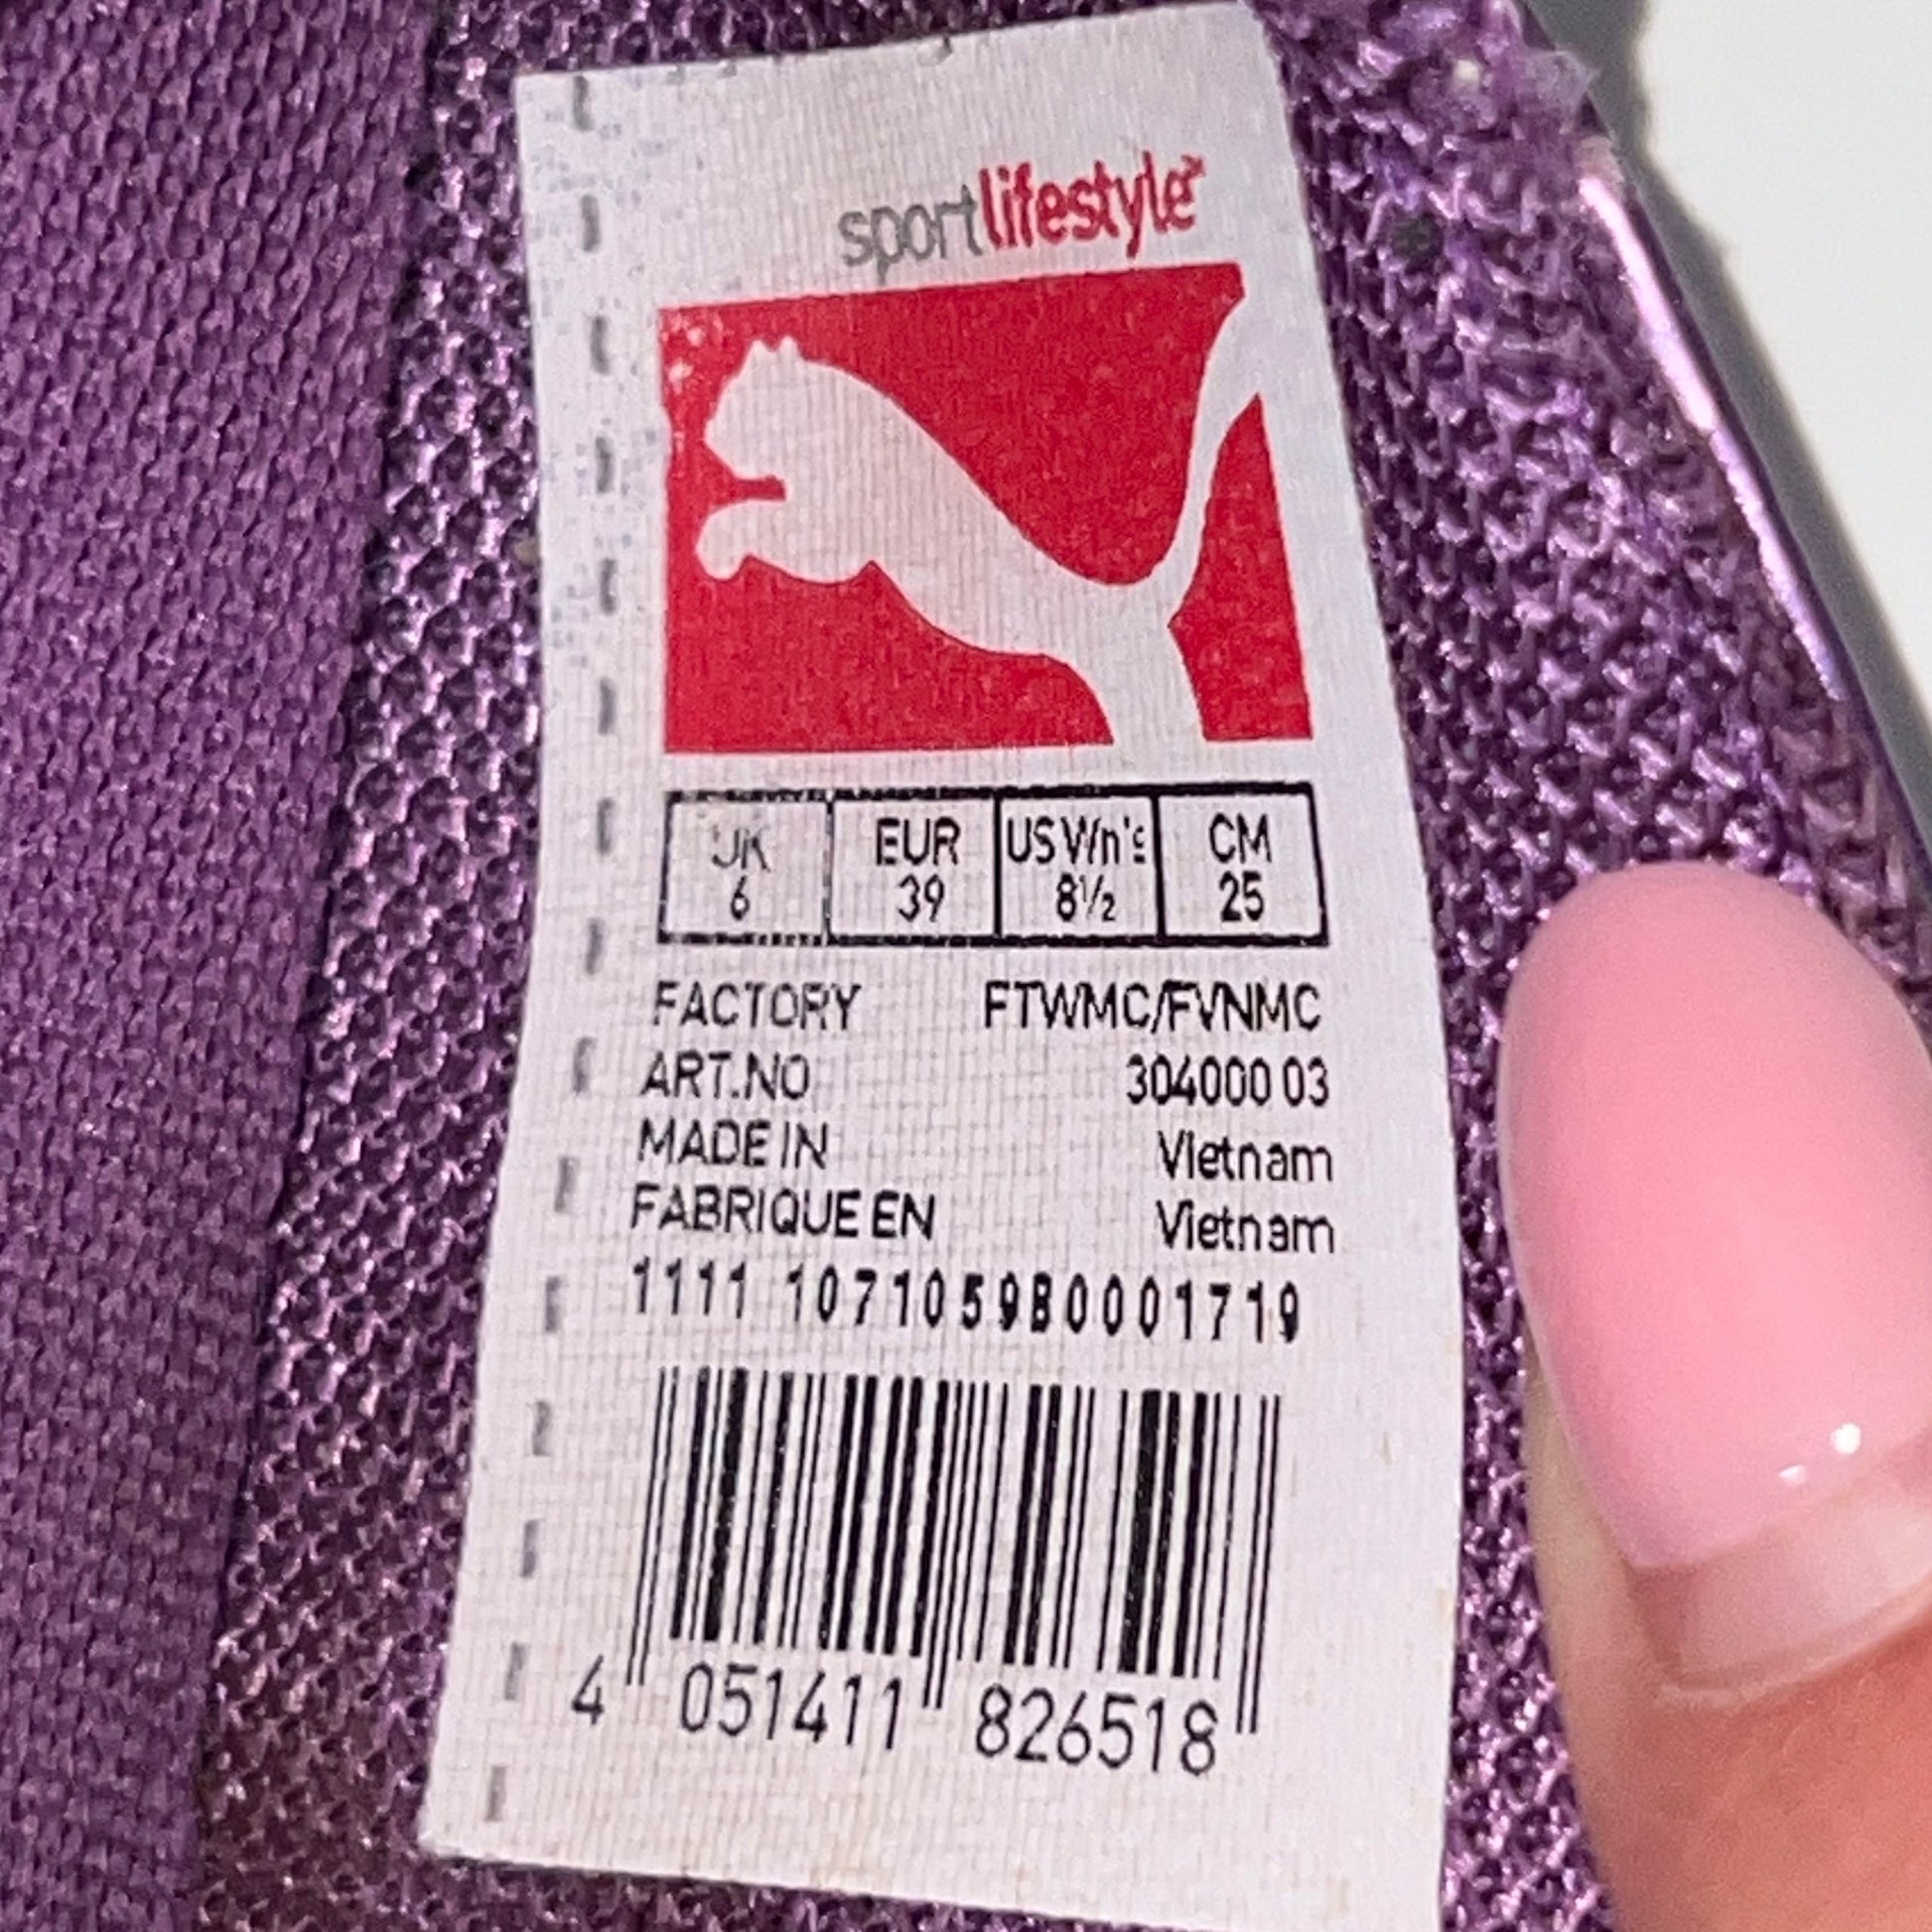 sportlifestyle
UK EUR US Wn's CM
6 39 8½ 25
FACTORY FTWMC/FVNMC
ART.NO 304000 03
MADE IN Vietnam
FABRIQUE EN Vietnam
1111 1071059B0001719
4 051411 826518